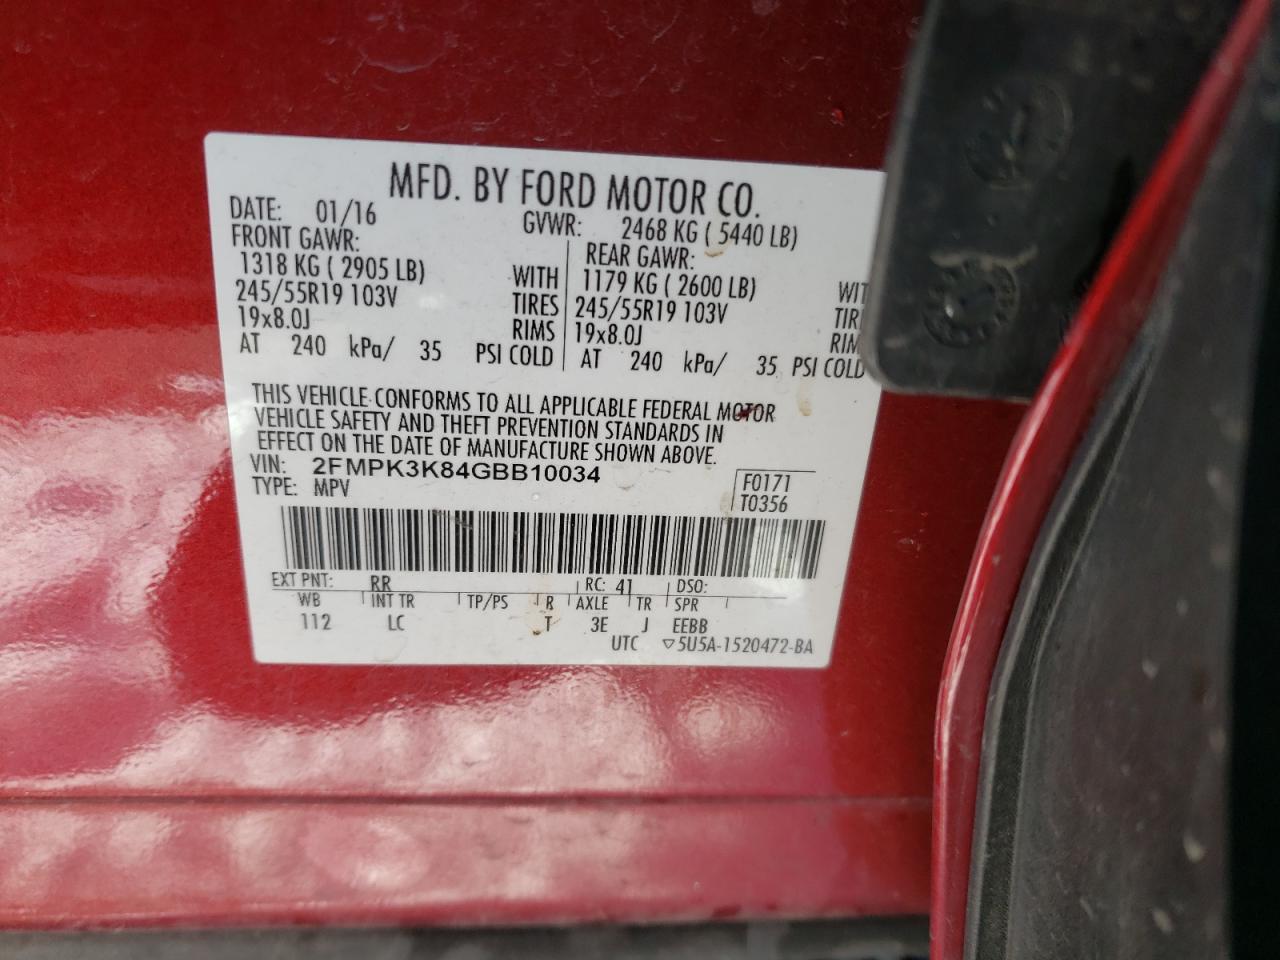 MFD. BY FORD MOTOR CO.
DATE: 01/16 GVWR: 2468 KG ( 5440 LB)
FRONT GAWR: REAR GAWR:
1318 KG ( 2905 LB) WITH 1179 KG ( 2600 LB) WIT
245/55R19 103V TIRES 245/55R19 103V TIR
19x8.0J RIMS 19x8.0J RIM
AT 240 kPa/ 35 PSI COLD AT 240 kPa/ 35 PSI COLD
THIS VEHICLE CONFORMS TO ALL APPLICABLE FEDERAL MOTOR
VEHICLE SAFETY AND THEFT PREVENTION STANDARDS IN
EFFECT ON THE DATE OF MANUFACTURE SHOWN ABOVE.
VIN: 2FMPK3K84GBB10034 F0171
TYPE: MPV T0356
EXT PNT: RR RC: 41 DSO:
WB INT TR TP/PS R AXLE TR SPR
112 LC T 3E J EEBB
UTC ▽5U5A-1520472-BA